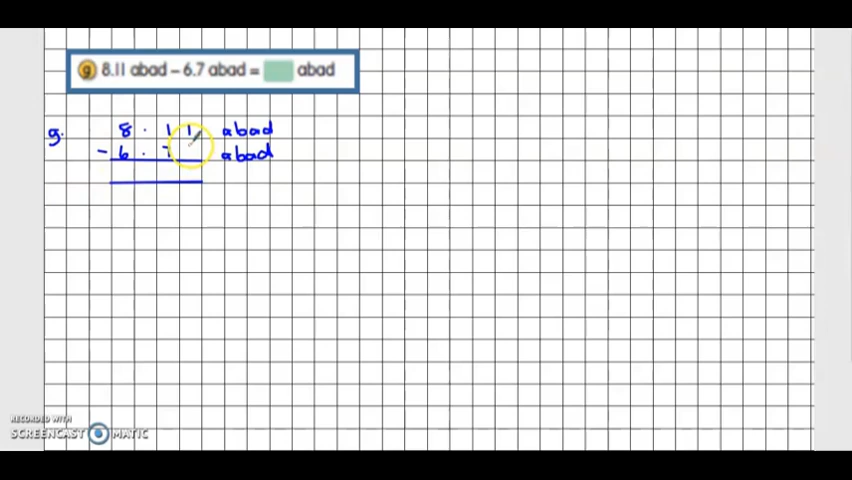 g 8.11 abad – 6.7 abad = abad
g. 8 . 1 1 abad
– 6 . 7 abad
RECORDED WITH
SCREENCAST MATIC